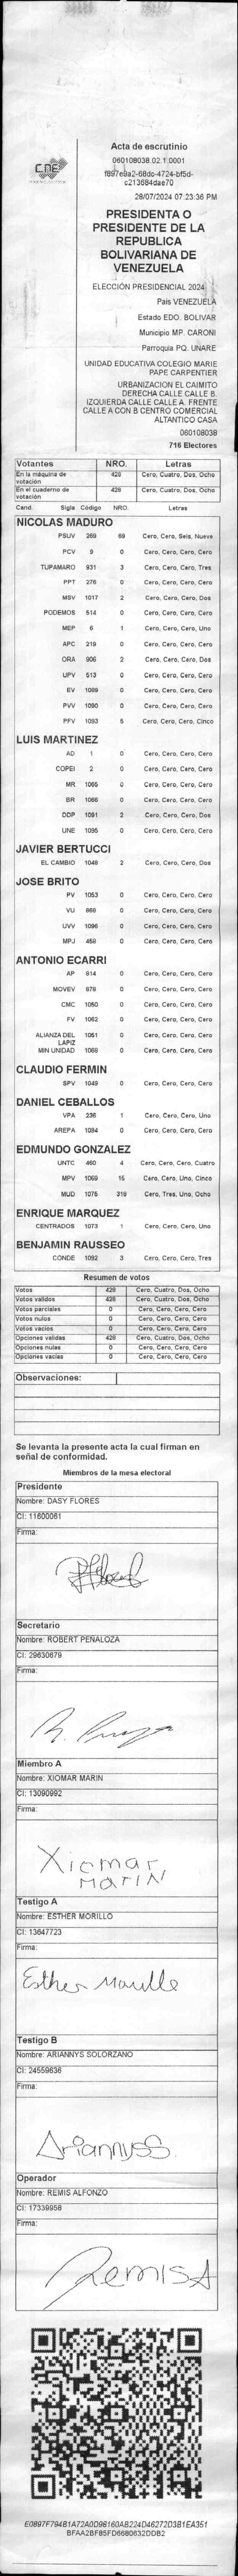 CNE
Acta de escrutinio
060108038.02.1.0001
f897e9a2-68dc-4724-bf5d-
c213684dae70
28/07/2024 07:23:36 PM
PRESIDENTA O
PRESIDENTE DE LA
REPUBLICA
BOLIVARIANA DE
VENEZUELA
ELECCIÓN PRESIDENCIAL 2024
Pais VENEZUELA
Estado EDO. BOLIVAR
Municipio MP. CARONI
Parroquia PQ. UNARE
UNIDAD EDUCATIVA COLEGIO MARIE
PAPE CARPENTIER
URBANIZACION EL CAIMITO
DERECHA CALLE CALLE B.
IZQUIERDA CALLE CALLE A. FRENTE
CALLE A CON B CENTRO COMERCIAL
ALTANTICO CASA
060108038
716 Electores
Votantes NRO. Letras
En la máquina de votación 428 Cero, Cuatro, Dos, Ocho
En el cuaderno de votación 428 Cero, Cuatro, Dos, Ocho
Cand. Sigla Código NRO. Letras
NICOLAS MADURO
PSUV 269 69 Cero, Cero, Seis, Nueve
PCV 9 0 Cero, Cero, Cero, Cero
TUPAMARO 931 3 Cero, Cero, Cero, Tres
PPT 276 0 Cero, Cero, Cero, Cero
MSV 1017 2 Cero, Cero, Cero, Dos
PODEMOS 514 0 Cero, Cero, Cero, Cero
MEP 6 1 Cero, Cero, Cero, Uno
APC 219 0 Cero, Cero, Cero, Cero
ORA 906 2 Cero, Cero, Cero, Dos
UPV 513 0 Cero, Cero, Cero, Cero
EV 1089 0 Cero, Cero, Cero, Cero
PVV 1090 0 Cero, Cero, Cero, Cero
PFV 1093 5 Cero, Cero, Cero, Cinco
LUIS MARTINEZ
AD 1 0 Cero, Cero, Cero, Cero
COPEI 2 0 Cero, Cero, Cero, Cero
MR 1065 0 Cero, Cero, Cero, Cero
BR 1066 0 Cero, Cero, Cero, Cero
DDP 1091 2 Cero, Cero, Cero, Dos
UNE 1095 0 Cero, Cero, Cero, Cero
JAVIER BERTUCCI
EL CAMBIO 1048 2 Cero, Cero, Cero, Dos
JOSE BRITO
PV 1053 0 Cero, Cero, Cero, Cero
VU 868 0 Cero, Cero, Cero, Cero
UVV 1096 0 Cero, Cero, Cero, Cero
MPJ 458 0 Cero, Cero, Cero, Cero
ANTONIO ECARRI
AP 914 0 Cero, Cero, Cero, Cero
MOVEV 878 0 Cero, Cero, Cero, Cero
CMC 1050 0 Cero, Cero, Cero, Cero
FV 1062 0 Cero, Cero, Cero, Cero
ALIANZA DEL LAPIZ 1051 0 Cero, Cero, Cero, Cero
MIN UNIDAD 1068 0 Cero, Cero, Cero, Cero
CLAUDIO FERMIN
SPV 1049 0 Cero, Cero, Cero, Cero
DANIEL CEBALLOS
VPA 236 1 Cero, Cero, Cero, Uno
AREPA 1084 0 Cero, Cero, Cero, Cero
EDMUNDO GONZALEZ
UNTC 460 4 Cero, Cero, Cero, Cuatro
MPV 1069 15 Cero, Cero, Uno, Cinco
MUD 1075 318 Cero, Tres, Uno, Ocho
ENRIQUE MARQUEZ
CENTRADOS 1073 1 Cero, Cero, Cero, Uno
BENJAMIN RAUSSEO
CONDE 1092 3 Cero, Cero, Cero, Tres
Resumen de votos
Votos 428 Cero, Cuatro, Dos, Ocho
Votos validos 428 Cero, Cuatro, Dos, Ocho
Votos parciales 0 Cero, Cero, Cero, Cero
Votos nulos 0 Cero, Cero, Cero, Cero
Votos vacios 0 Cero, Cero, Cero, Cero
Opciones validas 428 Cero, Cuatro, Dos, Ocho
Opciones nulas 0 Cero, Cero, Cero, Cero
Opciones vacias 0 Cero, Cero, Cero, Cero
Observaciones:
Se levanta la presente acta la cual firman en
señal de conformidad.
Miembros de la mesa electoral
Presidente
Nombre: DASY FLORES
CI: 11600061
Firma:
Secretario
Nombre: ROBERT PENALOZA
CI: 29630679
Firma:
Miembro A
Nombre: XIOMAR MARIN
CI: 13090992
Firma:
Xiomar
MARIN
Testigo A
Nombre: ESTHER MORILLO
CI: 13647723
Firma:
Esther Morillo
Testigo B
Nombre: ARIANNYS SOLORZANO
CI: 24559636
Firma:
AriannysS.
Operador
Nombre: REMIS ALFONZO
CI: 17339958
Firma:
Remis A
E0897F794B1A72A0D98160AB224D46272D3B1EA351
BFAA2BF85FD6680632DDB2